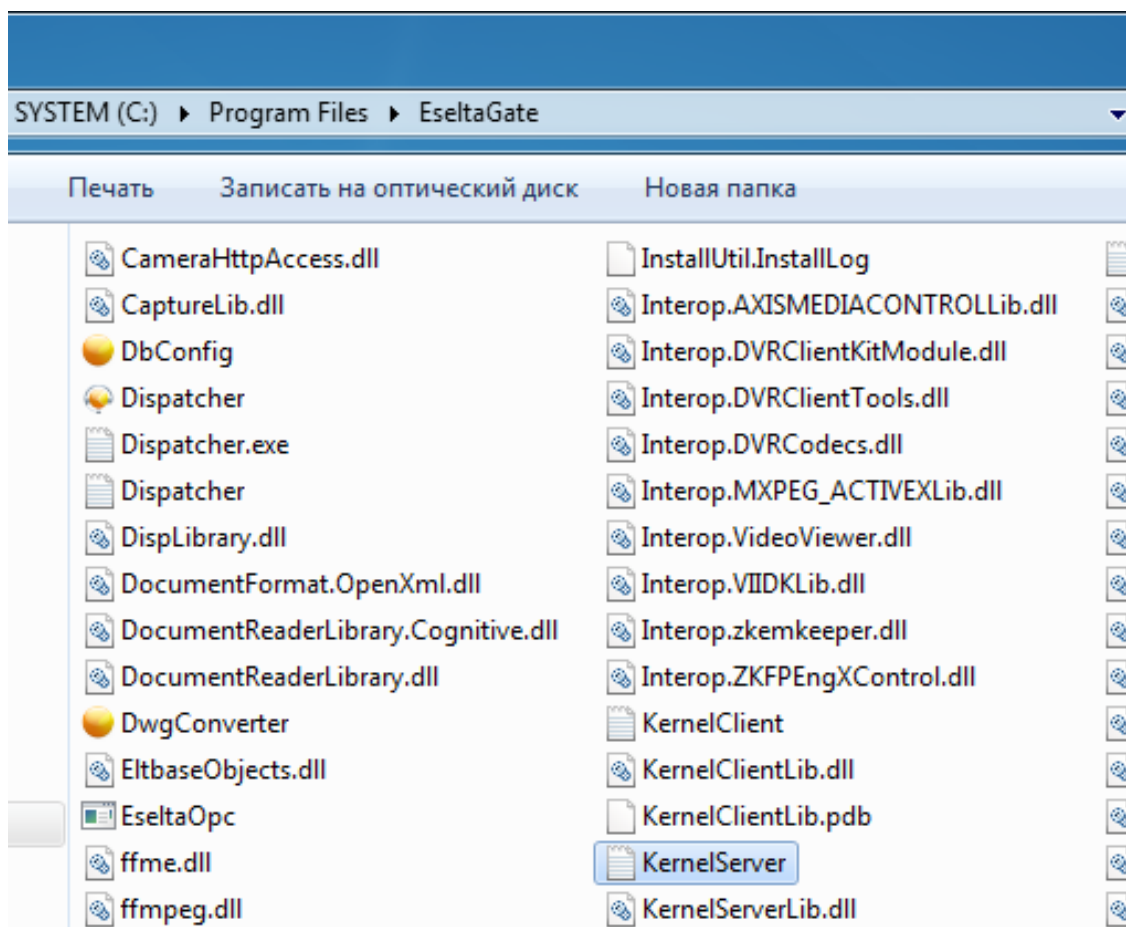 SYSTEM (C:) Program Files EseltaGate
Печать Записать на оптический диск Новая папка
CameraHttpAccess.dll
CaptureLib.dll
DbConfig
Dispatcher
Dispatcher.exe
Dispatcher
DispLibrary.dll
DocumentFormat.OpenXml.dll
DocumentReaderLibrary.Cognitive.dll
DocumentReaderLibrary.dll
DwgConverter
EltbaseObjects.dll
EseltaOpc
ffme.dll
ffmpeg.dll
InstallUtil.InstallLog
Interop.AXISMEDIACONTROLLib.dll
Interop.DVRClientKitModule.dll
Interop.DVRClientTools.dll
Interop.DVRCodecs.dll
Interop.MXPEG_ACTIVEXLib.dll
Interop.VideoViewer.dll
Interop.VIIDKLib.dll
Interop.zkemkeeper.dll
Interop.ZKFPEngXControl.dll
KernelClient
KernelClientLib.dll
KernelClientLib.pdb
KernelServer
KernelServerLib.dll